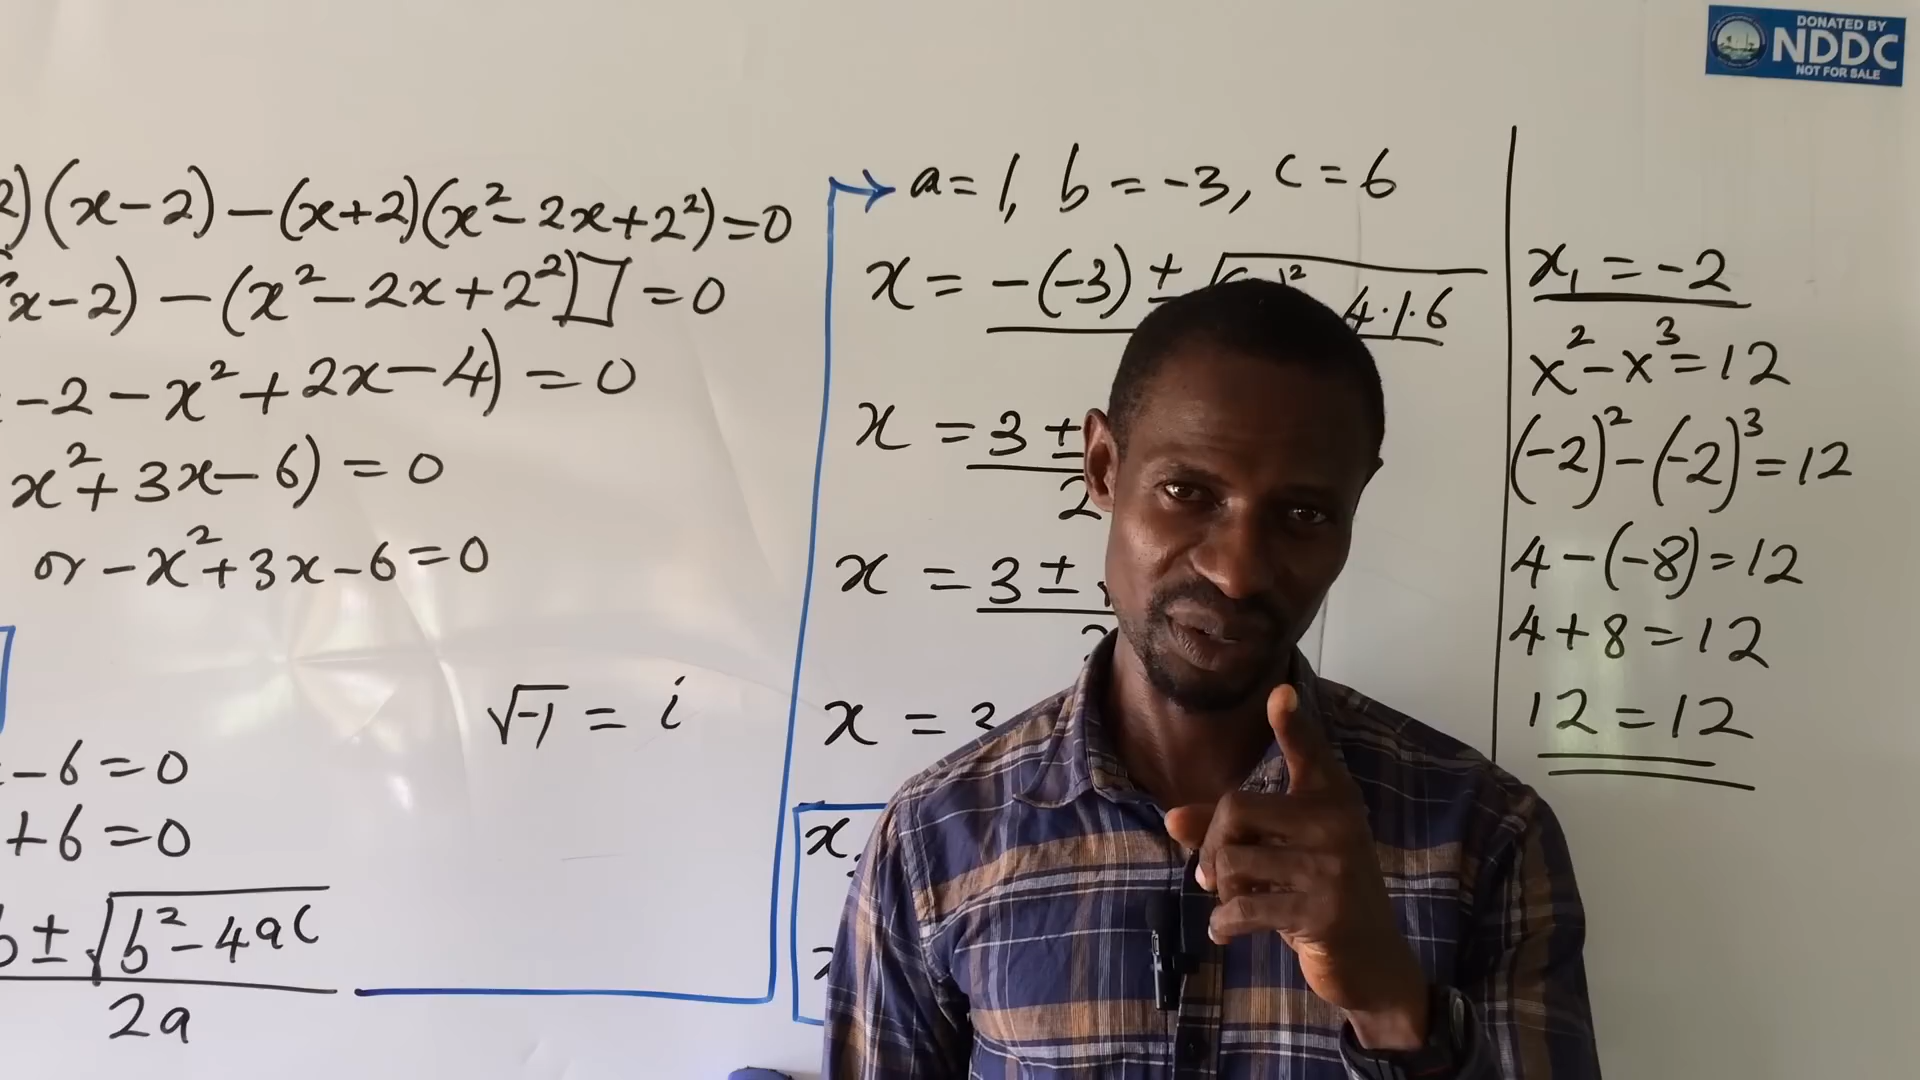 2)(x-2)-(x+2)(x²-2x+2²)=0
x-2)-(x²-2x+2²)]=0
-2-x²+2x-4)=0
x²+3x-6)=0
or -x²+3x-6=0
√-1 = i
-6=0
+6=0
b±√b²-4ac
2a
a=1, b=-3, c=6
x= -(-3)± 4·1·6
x=3±
2
x=3±
x=
x
x₁=-2
x²-x³=12
(-2)²-(-2)³=12
4-(-8)=12
4+8=12
12=12
DONATED BY
NDDC
NOT FOR SALE